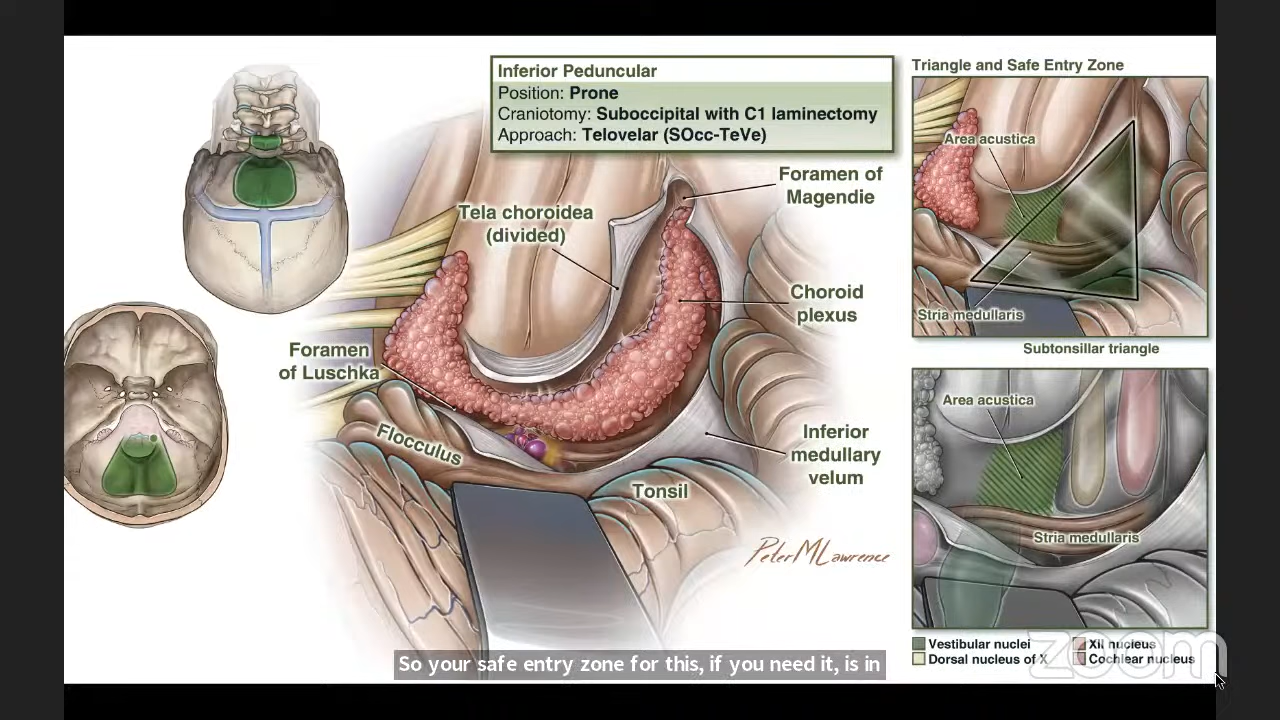 Inferior Peduncular
Position: Prone
Craniotomy: Suboccipital with C1 laminectomy
Approach: Telovelar (SOcc-TeVe)
Foramen of
Magendie
Tela choroidea
(divided)
Choroid
plexus
Foramen
of Luschka
Flocculus
Inferior
medullary
velum
Tonsil
PeterMLawrence
Triangle and Safe Entry Zone
Area acustica
Stria medullaris
Subtonsillar triangle
Area acustica
Stria medullaris
Vestibular nuclei
Dorsal nucleus of X
XII nucleus
Cochlear nucleus
zoom
So your safe entry zone for this, if you need it, is in